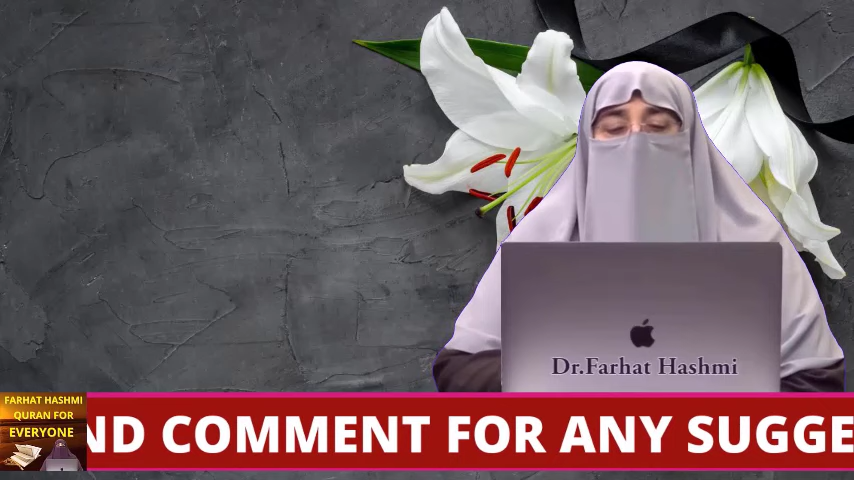 Dr.Farhat Hashmi
FARHAT HASHMI
QURAN FOR
EVERYONE
ND COMMENT FOR ANY SUGGE